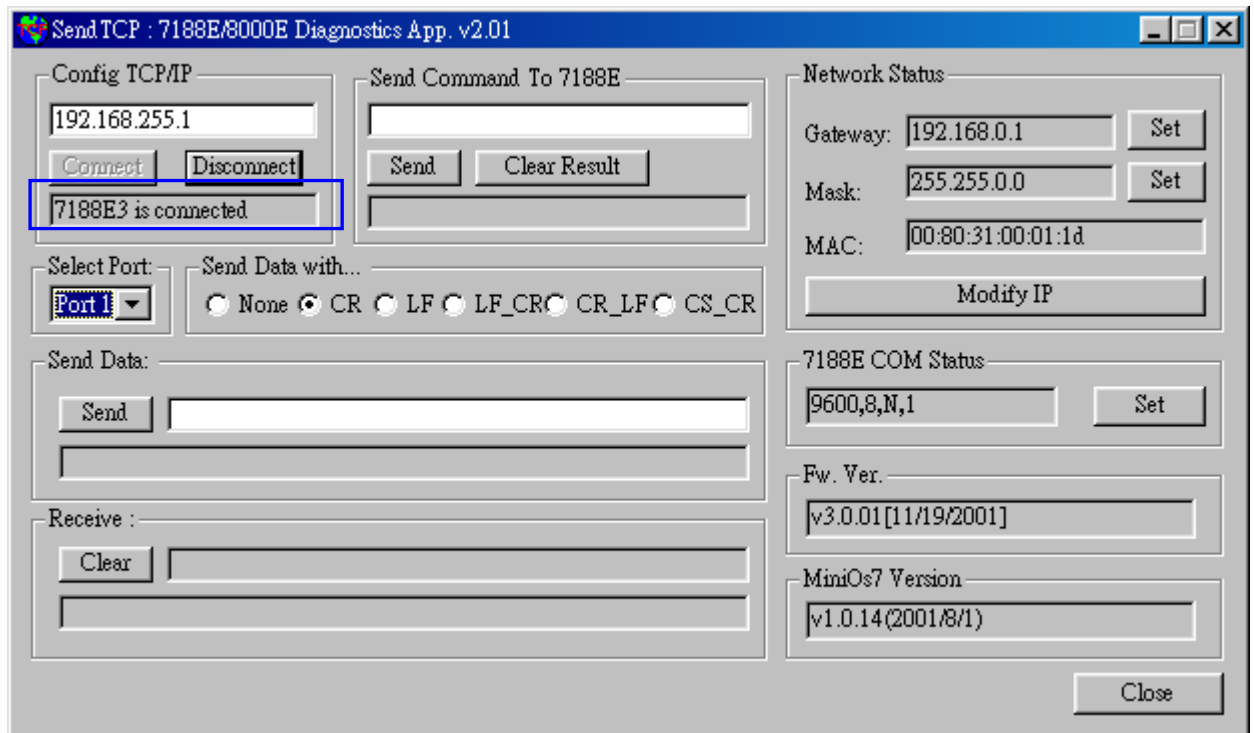 SendTCP : 7188E/8000E Diagnostics App. v2.01
Config TCP/IP
192.168.255.1
Connect Disconnect
7188E3 is connected
Send Command To 7188E
Send Clear Result
Network Status
Gateway: 192.168.0.1 Set
Mask: 255.255.0.0 Set
MAC: 00:80:31:00:01:1d
Modify IP
Select Port:
Port 1
Send Data with...
None CR LF LF_CR CR_LF CS_CR
Send Data:
Send
7188E COM Status
9600,8,N,1 Set
Receive :
Clear
Fw. Ver.
v3.0.01[11/19/2001]
MiniOs7 Version
v1.0.14(2001/8/1)
Close